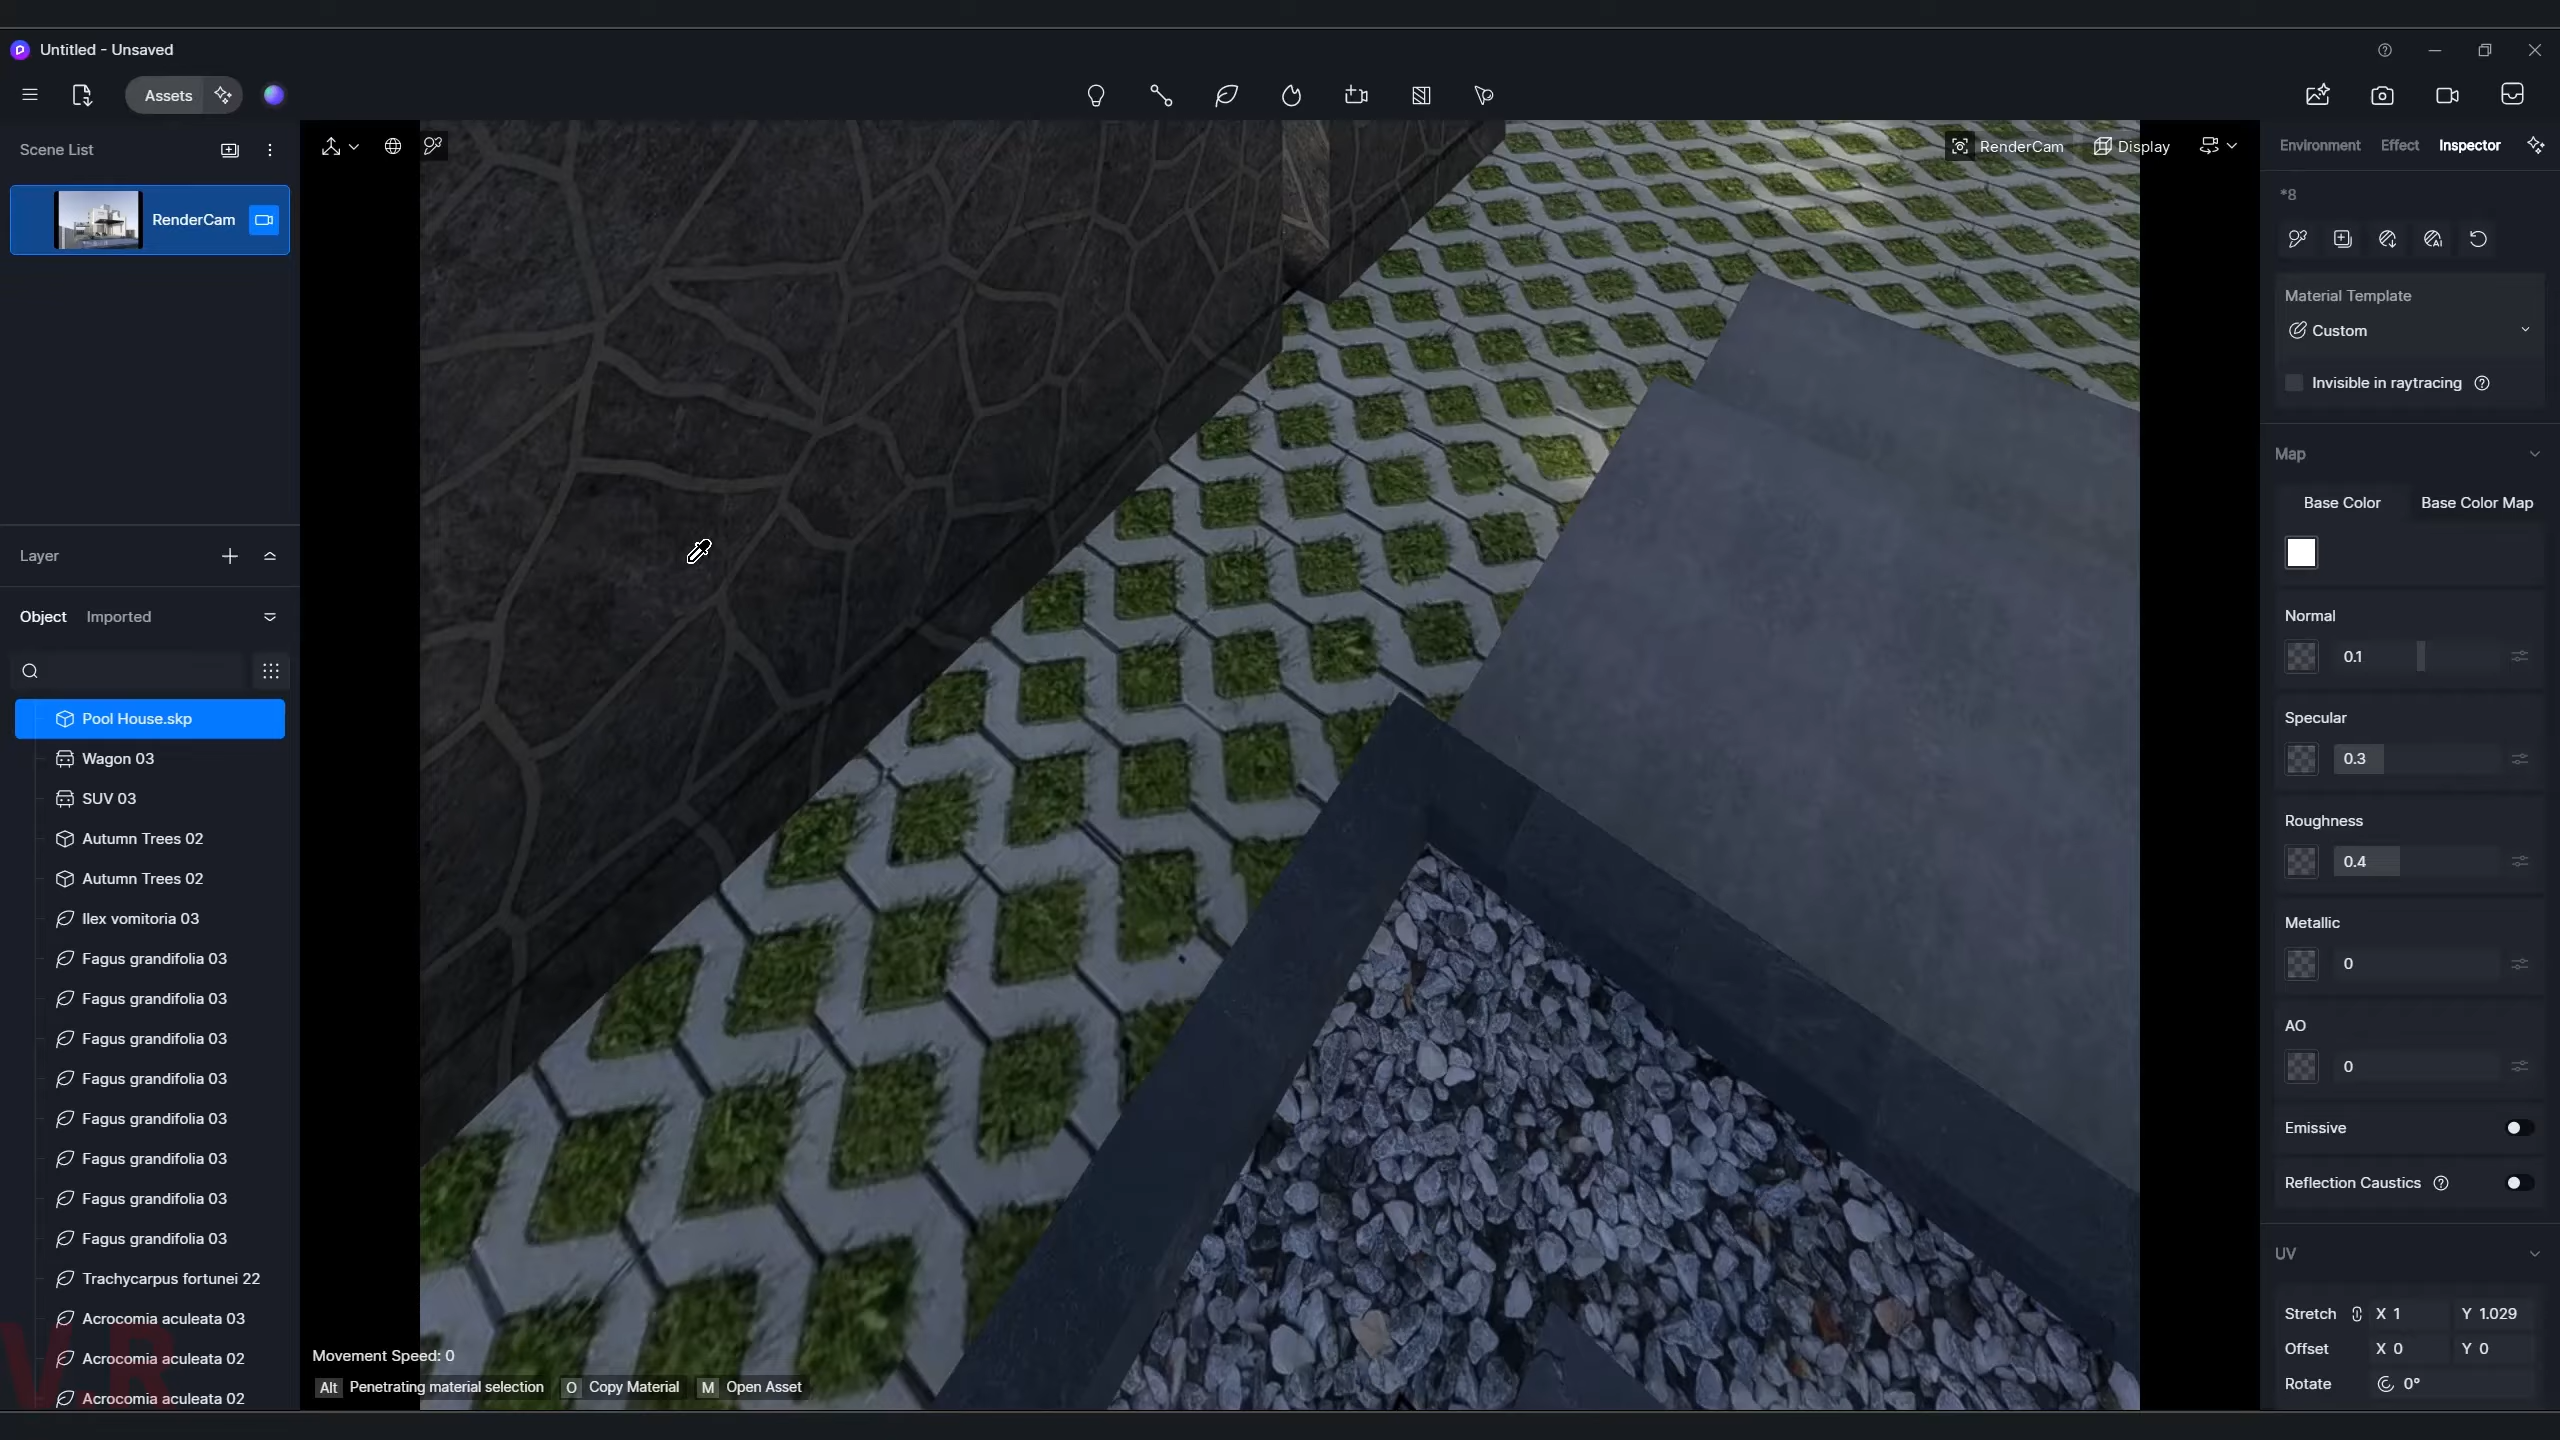 Untitled - Unsaved
Assets
Scene List
RenderCam
Layer
Object Imported
Pool House.skp
Wagon 03
SUV 03
Autumn Trees 02
Autumn Trees 02
Ilex vomitoria 03
Fagus grandifolia 03
Fagus grandifolia 03
Fagus grandifolia 03
Fagus grandifolia 03
Fagus grandifolia 03
Fagus grandifolia 03
Fagus grandifolia 03
Fagus grandifolia 03
Trachycarpus fortunei 22
Acrocomia aculeata 03
Acrocomia aculeata 02
Acrocomia aculeata 02
VR
RenderCam Display
Movement Speed: 0
Alt Penetrating material selection O Copy Material M Open Asset
Environment Effect Inspector
*8
AI
Material Template
Custom
Invisible in raytracing
Map
Base Color Base Color Map
Normal
0.1
Specular
0.3
Roughness
0.4
Metallic
0
AO
0
Emissive
Reflection Caustics
UV
Stretch X 1 Y 1.029
Offset X 0 Y 0
Rotate 0°